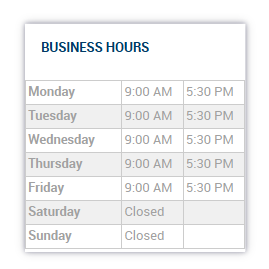 BUSINESS HOURS
Monday 9:00 AM 5:30 PM
Tuesday 9:00 AM 5:30 PM
Wednesday 9:00 AM 5:30 PM
Thursday 9:00 AM 5:30 PM
Friday 9:00 AM 5:30 PM
Saturday Closed
Sunday Closed